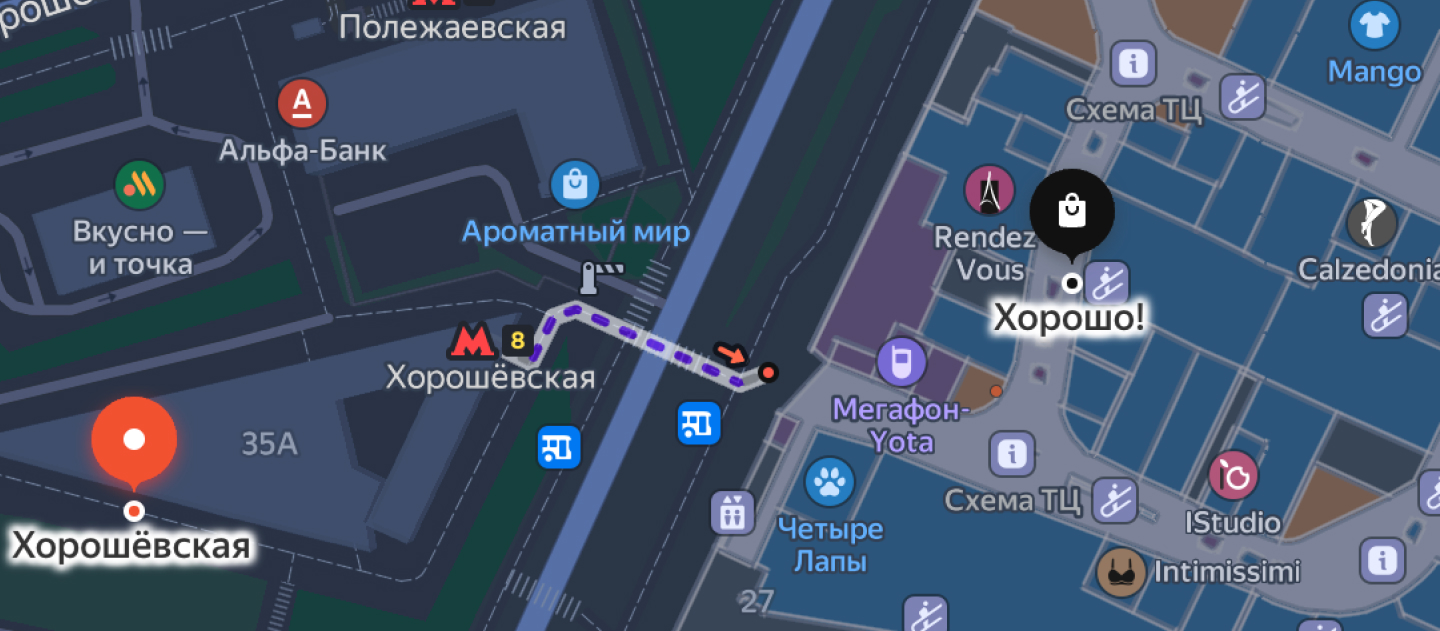 Полежаевская
Mango
Схема ТЦ
А
Альфа-Банк
Вкусно —
и точка
Ароматный мир
Rendez
Vous
Calzedonia
Хорошо!
8
Хорошёвская
Мегафон-
Yota
35А
Схема ТЦ
IStudio
Четыре
Лапы
Хорошёвская
Intimissimi
27